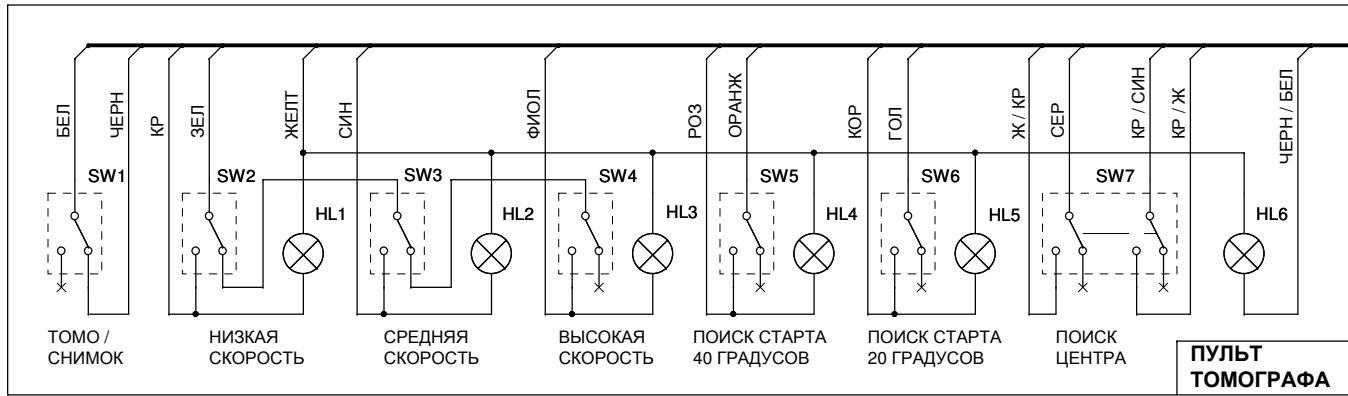 БЕЛ
ЧЕРН
КР
ЗЕЛ
ЖЕЛТ
СИН
ФИОЛ
РОЗ
ОРАНЖ
КОР
ГОЛ
Ж / КР
СЕР
КР / СИН
КР / Ж
ЧЕРН / БЕЛ
SW1
SW2
SW3
SW4
SW5
SW6
SW7
HL1
HL2
HL3
HL4
HL5
HL6
ТОМО /
СНИМОК
НИЗКАЯ
СКОРОСТЬ
СРЕДНЯЯ
СКОРОСТЬ
ВЫСОКАЯ
СКОРОСТЬ
ПОИСК СТАРТА
40 ГРАДУСОВ
ПОИСК СТАРТА
20 ГРАДУСОВ
ПОИСК
ЦЕНТРА
ПУЛЬТ
ТОМОГРАФА